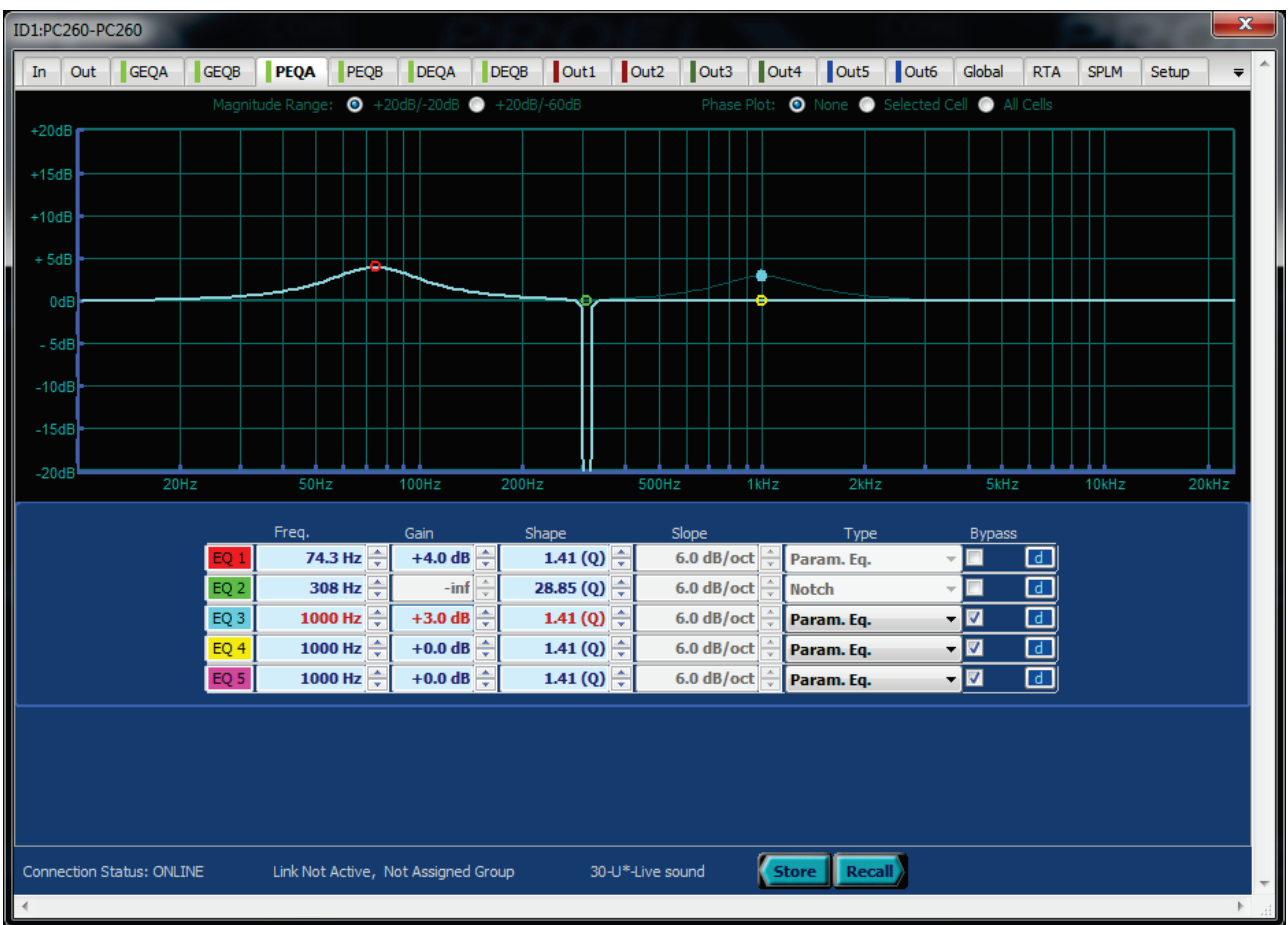 ID1:PC260-PC260
In Out GEQA GEQB PEQA PEQB DEQA DEQB Out1 Out2 Out3 Out4 Out5 Out6 Global RTA SPLM Setup
Magnitude Range: +20dB/-20dB +20dB/-60dB Phase Plot: None Selected Cell All Cells
+20dB
+15dB
+10dB
+ 5dB
0dB
- 5dB
-10dB
-15dB
-20dB
20Hz 50Hz 100Hz 200Hz 500Hz 1kHz 2kHz 5kHz 10kHz 20kHz
Freq. Gain Shape Slope Type Bypass
EQ 1 74.3 Hz +4.0 dB 1.41 (Q) 6.0 dB/oct Param. Eq. d
EQ 2 308 Hz -inf 28.85 (Q) 6.0 dB/oct Notch d
EQ 3 1000 Hz +3.0 dB 1.41 (Q) 6.0 dB/oct Param. Eq. d
EQ 4 1000 Hz +0.0 dB 1.41 (Q) 6.0 dB/oct Param. Eq. d
EQ 5 1000 Hz +0.0 dB 1.41 (Q) 6.0 dB/oct Param. Eq. d
Connection Status: ONLINE Link Not Active, Not Assigned Group 30-U*-Live sound Store Recall